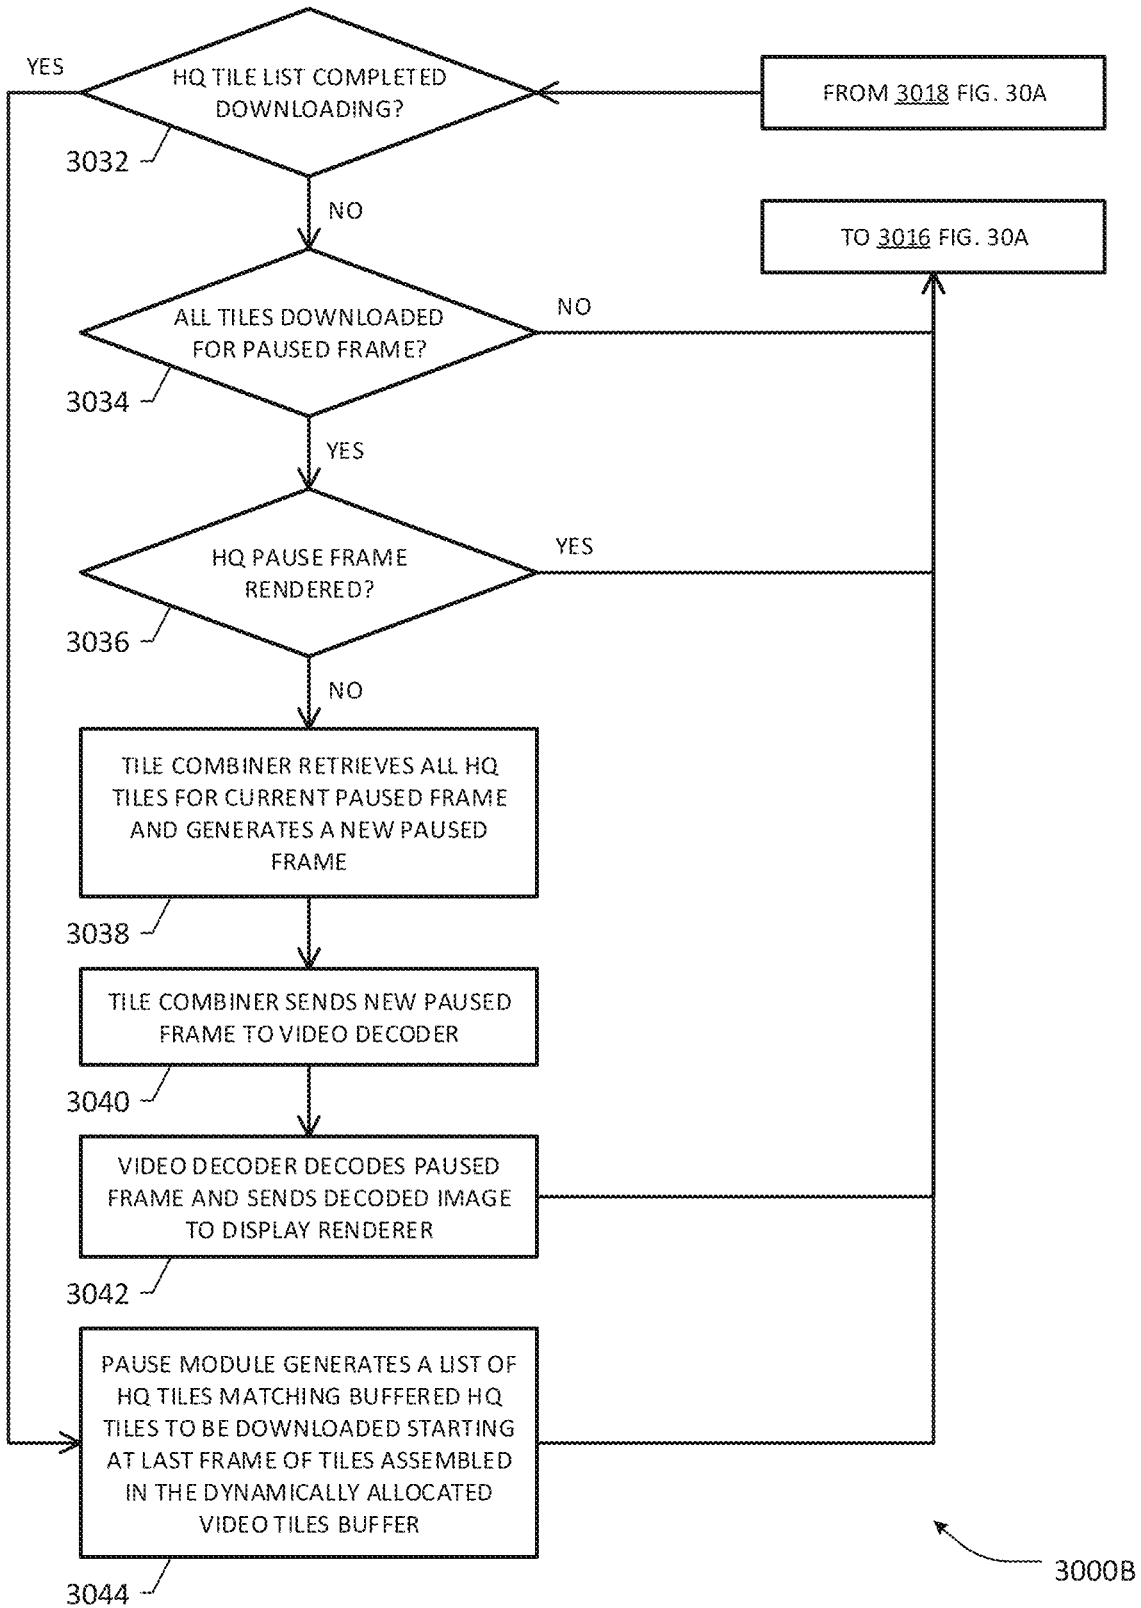 YES
HQ TILE LIST COMPLETED
DOWNLOADING?
3032
FROM 3018 FIG. 30A
NO
TO 3016 FIG. 30A
ALL TILES DOWNLOADED
FOR PAUSED FRAME?
NO
3034
YES
HQ PAUSE FRAME
RENDERED?
YES
3036
NO
TILE COMBINER RETRIEVES ALL HQ
TILES FOR CURRENT PAUSED FRAME
AND GENERATES A NEW PAUSED
FRAME
3038
TILE COMBINER SENDS NEW PAUSED
FRAME TO VIDEO DECODER
3040
VIDEO DECODER DECODES PAUSED
FRAME AND SENDS DECODED IMAGE
TO DISPLAY RENDERER
3042
PAUSE MODULE GENERATES A LIST OF
HQ TILES MATCHING BUFFERED HQ
TILES TO BE DOWNLOADED STARTING
AT LAST FRAME OF TILES ASSEMBLED
IN THE DYNAMICALLY ALLOCATED
VIDEO TILES BUFFER
3044
3000B